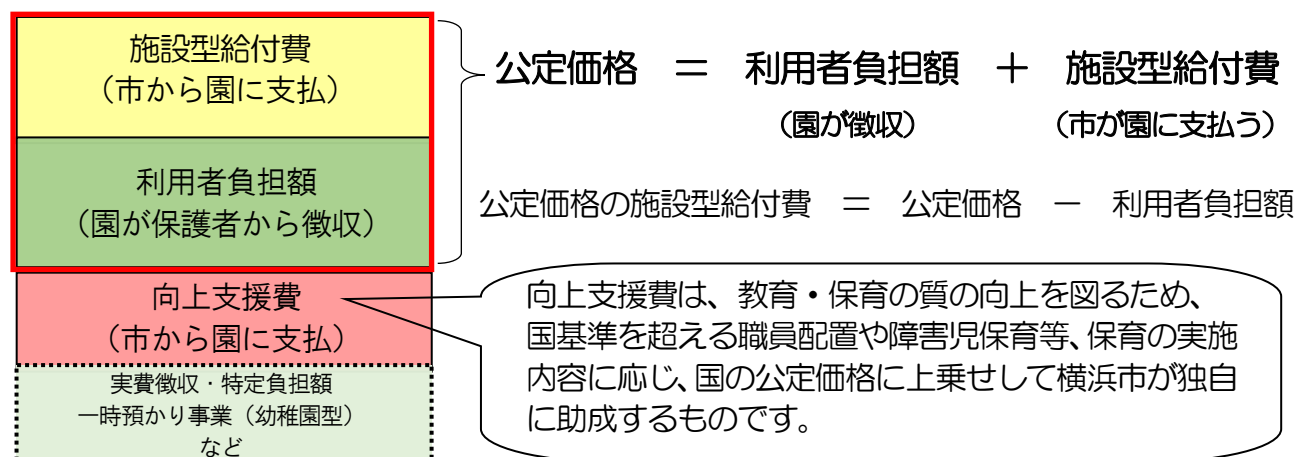 施設型給付費
（市から園に支払）
利用者負担額
（園が保護者から徴収）
向上支援費
（市から園に支払）
実費徴収・特定負担額
一時預かり事業（幼稚園型）
など
公定価格　＝　利用者負担額　＋　施設型給付費
（園が徴収）　（市が園に支払う）
公定価格の施設型給付費　＝　公定価格　－　利用者負担額
向上支援費は、教育・保育の質の向上を図るため、
国基準を超える職員配置や障害児保育等、保育の実施
内容に応じ、国の公定価格に上乗せして横浜市が独自
に助成するものです。